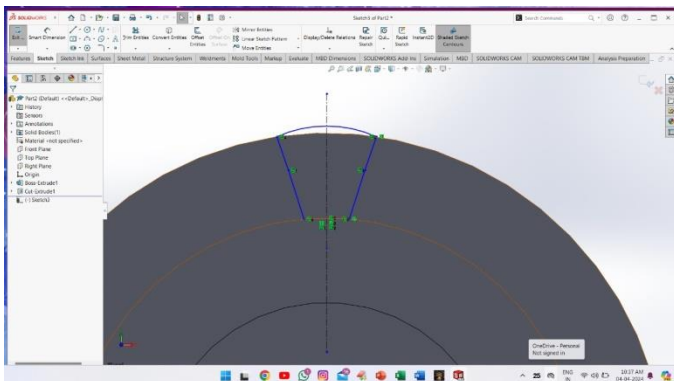 SOLIDWORKS
Sketch3 of Part2 *
Search Commands
Exit...
Smart Dimension
Trim Entities
Convert Entities
Offset Entities
Mirror Entities
Linear Sketch Pattern
Move Entities
Display/Delete Relations
Repair Sketch
Rapid Sketch
Instant2D
Shaded Sketch Contours
Features
Sketch
Sketch Ink
Surfaces
Sheet Metal
Structure System
Weldments
Mold Tools
Markup
Evaluate
MBD Dimensions
SOLIDWORKS Add-Ins
Simulation
MBD
SOLIDWORKS CAM
SOLIDWORKS CAM TBM
Analysis Preparation
Part2 (Default) <<Default>_Displ
History
Sensors
Annotations
Solid Bodies(1)
Material <not specified>
Front Plane
Top Plane
Right Plane
Origin
Boss-Extrude1
Cut-Extrude1
(-) Sketch3
OneDrive - Personal
Not signed in
ENG
IN
10:37 AM
04-04-2024